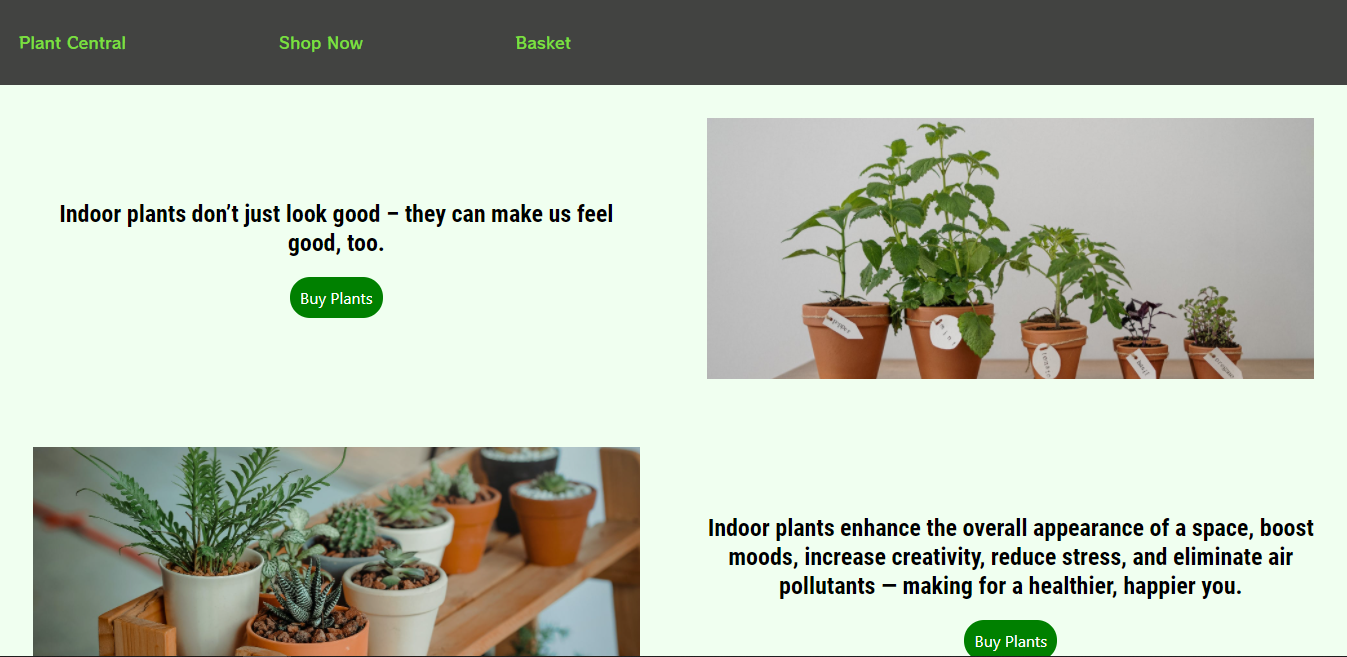 Plant Central Shop Now Basket
Indoor plants don’t just look good – they can make us feel
good, too.
Buy Plants
Indoor plants enhance the overall appearance of a space, boost
moods, increase creativity, reduce stress, and eliminate air
pollutants — making for a healthier, happier you.
Buy Plants